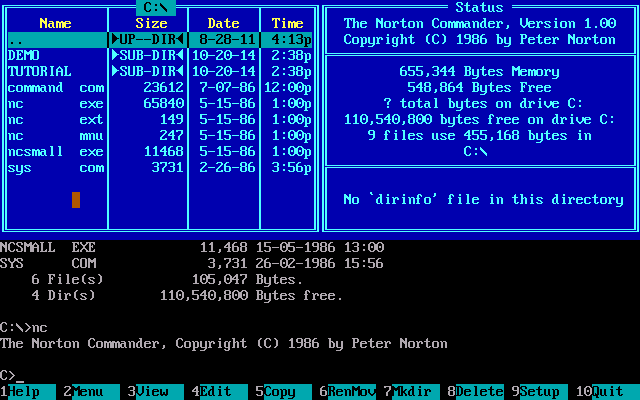 C:\
Name Size Date Time
.. ►UP--DIR◄ 8-28-11 4:13p
DEMO ►SUB-DIR◄ 10-20-14 2:38p
TUTORIAL ►SUB-DIR◄ 10-20-14 2:38p
command com 23612 7-07-86 12:00p
nc exe 65840 5-15-86 1:00p
nc ext 149 5-15-86 1:00p
nc mnu 247 5-15-86 1:00p
ncsmall exe 11468 5-15-86 1:00p
sys com 3731 2-26-86 3:56p
Status
The Norton Commander, Version 1.00
Copyright (C) 1986 by Peter Norton
655,344 Bytes Memory
548,864 Bytes Free
? total bytes on drive C:
110,540,800 bytes free on drive C:
9 files use 455,168 bytes in
C:\
No `dirinfo' file in this directory
NCSMALL EXE 11,468 15-05-1986 13:00
SYS COM 3,731 26-02-1986 15:56
6 File(s) 105,047 Bytes.
4 Dir(s) 110,540,800 Bytes free.
C:\>nc
The Norton Commander, Copyright (C) 1986 by Peter Norton
C>_
1Help 2Menu 3View 4Edit 5Copy 6RenMov 7Mkdir 8Delete 9Setup 10Quit